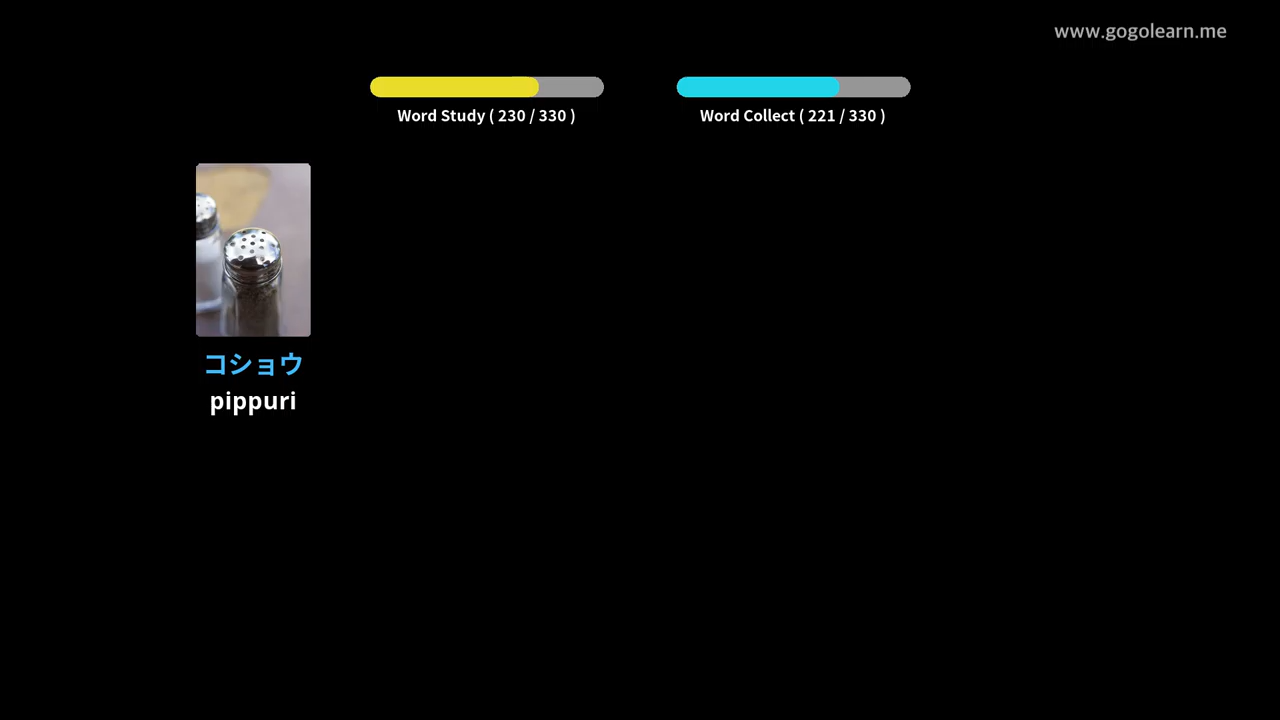 www.gogolearn.me
Word Study ( 230 / 330 )
Word Collect ( 221 / 330 )
コショウ
pippuri